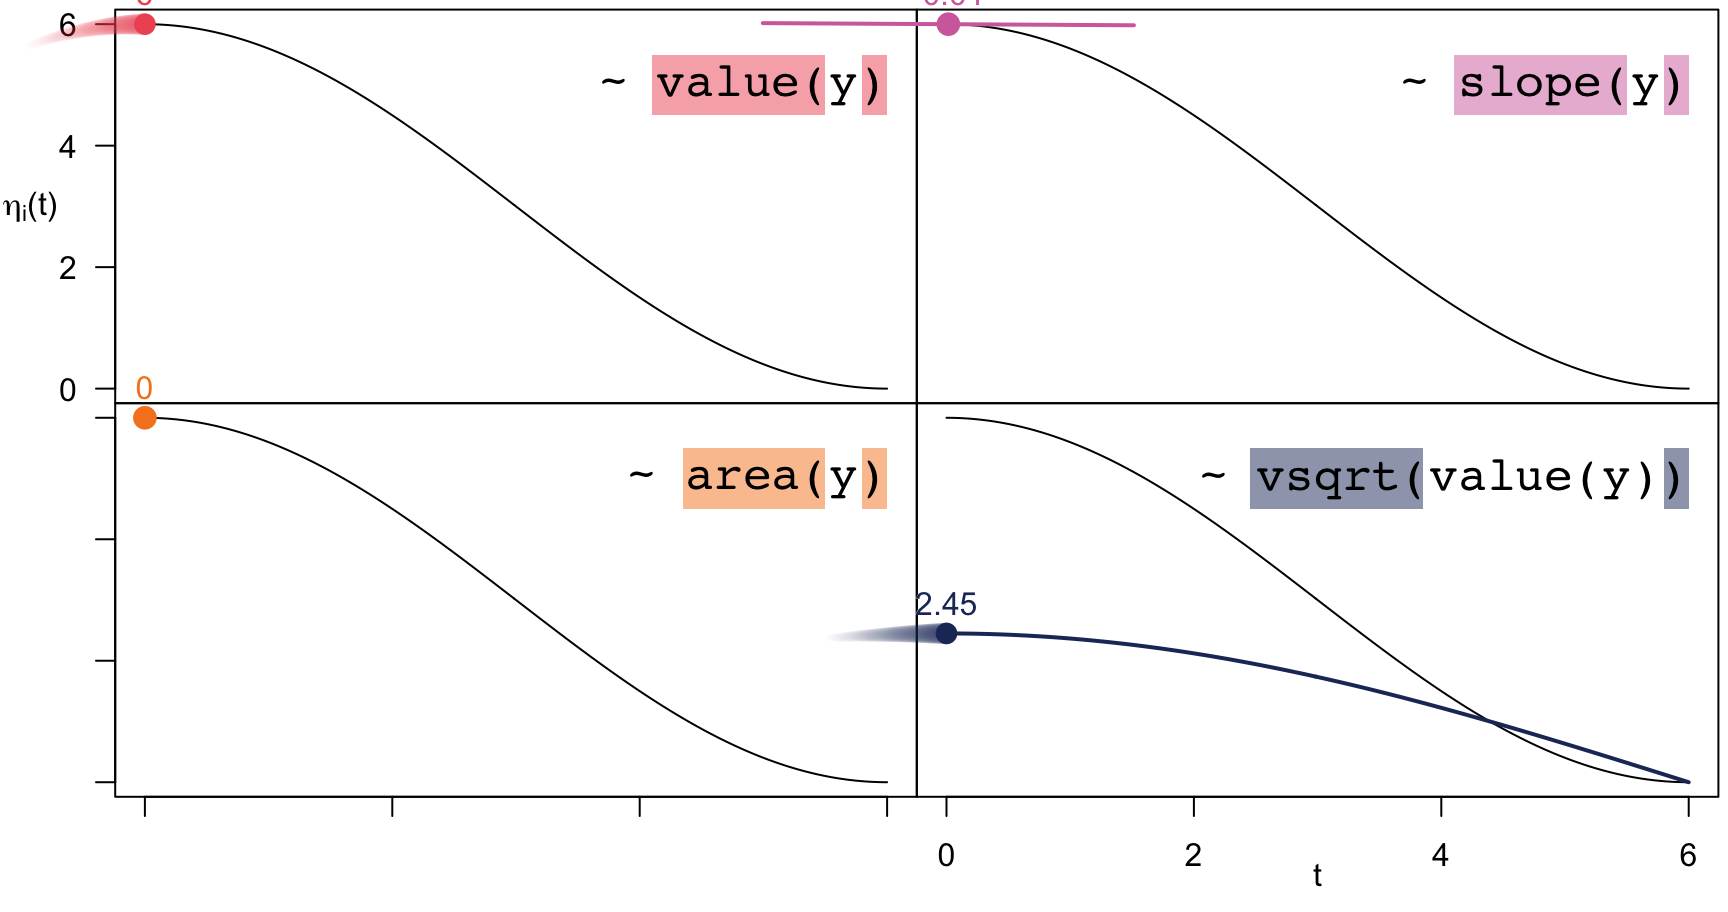 6
~ value(y)
~ slope(y)
4
ηi(t)
2
0
0
~ area(y)
~ vsqrt(value(y))
2.45
0 2 4 6
t